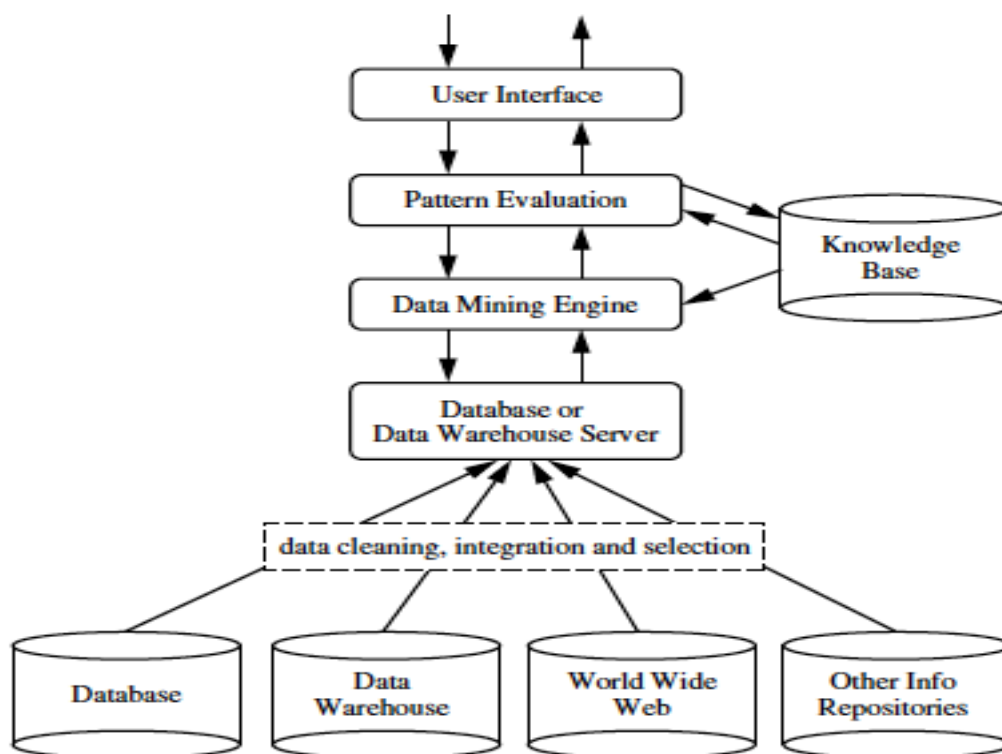 User Interface
Pattern Evaluation
Knowledge
Base
Data Mining Engine
Database or
Data Warehouse Server
data cleaning, integration and selection
Database
Data
Warehouse
World Wide
Web
Other Info
Repositories